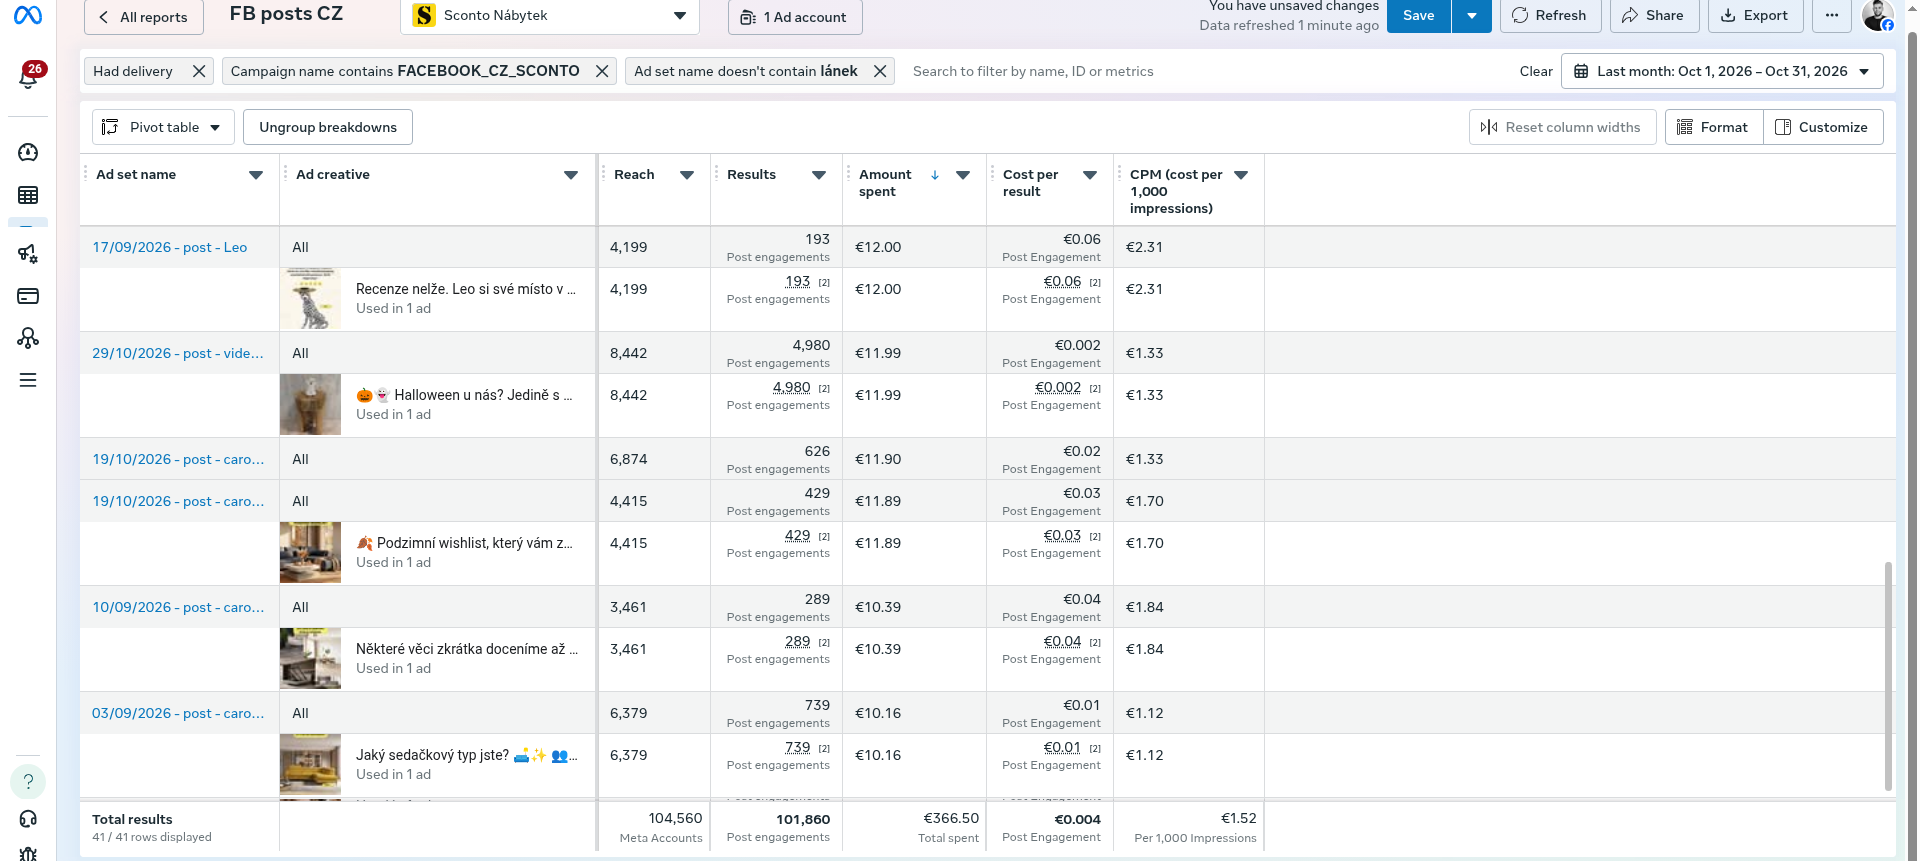 All reports
FB posts CZ
Sconto Nábytek
1 Ad account
You have unsaved changes
Data refreshed 1 minute ago
Save
Refresh
Share
Export
26
Had delivery
Campaign name contains FACEBOOK_CZ_SCONTO
Ad set name doesn't contain lánek
Search to filter by name, ID or metrics
Clear
Last month: Oct 1, 2026 – Oct 31, 2026
Pivot table
Ungroup breakdowns
Reset column widths
Format
Customize
Ad set name
Ad creative
Reach
Results
Amount spent
Cost per result
CPM (cost per 1,000 impressions)
17/09/2026 - post - Leo
All
4,199
193
Post engagements
€12.00
€0.06
Post Engagement
€2.31
Recenze nelže. Leo si své místo v ...
Used in 1 ad
4,199
193 [2]
Post engagements
€12.00
€0.06 [2]
Post Engagement
€2.31
29/10/2026 - post - vide...
All
8,442
4,980
Post engagements
€11.99
€0.002
Post Engagement
€1.33
🎃👻 Halloween u nás? Jedině s ...
Used in 1 ad
8,442
4,980 [2]
Post engagements
€11.99
€0.002 [2]
Post Engagement
€1.33
19/10/2026 - post - caro...
All
6,874
626
Post engagements
€11.90
€0.02
Post Engagement
€1.33
19/10/2026 - post - caro...
All
4,415
429
Post engagements
€11.89
€0.03
Post Engagement
€1.70
🍂 Podzimní wishlist, který vám z...
Used in 1 ad
4,415
429 [2]
Post engagements
€11.89
€0.03 [2]
Post Engagement
€1.70
10/09/2026 - post - caro...
All
3,461
289
Post engagements
€10.39
€0.04
Post Engagement
€1.84
Některé věci zkrátka doceníme až ...
Used in 1 ad
3,461
289 [2]
Post engagements
€10.39
€0.04 [2]
Post Engagement
€1.84
03/09/2026 - post - caro...
All
6,379
739
Post engagements
€10.16
€0.01
Post Engagement
€1.12
Jaký sedačkový typ jste? 🛋️✨ 👥...
Used in 1 ad
6,379
739 [2]
Post engagements
€10.16
€0.01 [2]
Post Engagement
€1.12
Total results
41 / 41 rows displayed
104,560
Meta Accounts
101,860
Post engagements
€366.50
Total spent
€0.004
Post Engagement
€1.52
Per 1,000 Impressions